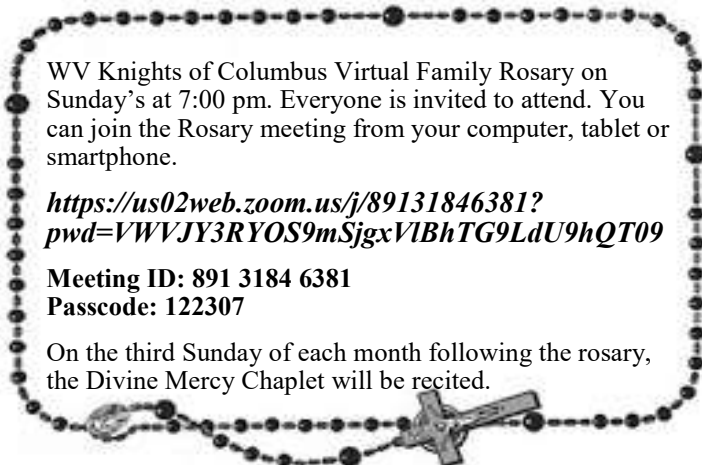 WV Knights of Columbus Virtual Family Rosary on
Sunday’s at 7:00 pm. Everyone is invited to attend. You
can join the Rosary meeting from your computer, tablet or
smartphone.
https://us02web.zoom.us/j/89131846381?
pwd=VWVJY3RYOS9mSjgxVlBhTG9LdU9hQT09
Meeting ID: 891 3184 6381
Passcode: 122307
On the third Sunday of each month following the rosary,
the Divine Mercy Chaplet will be recited.